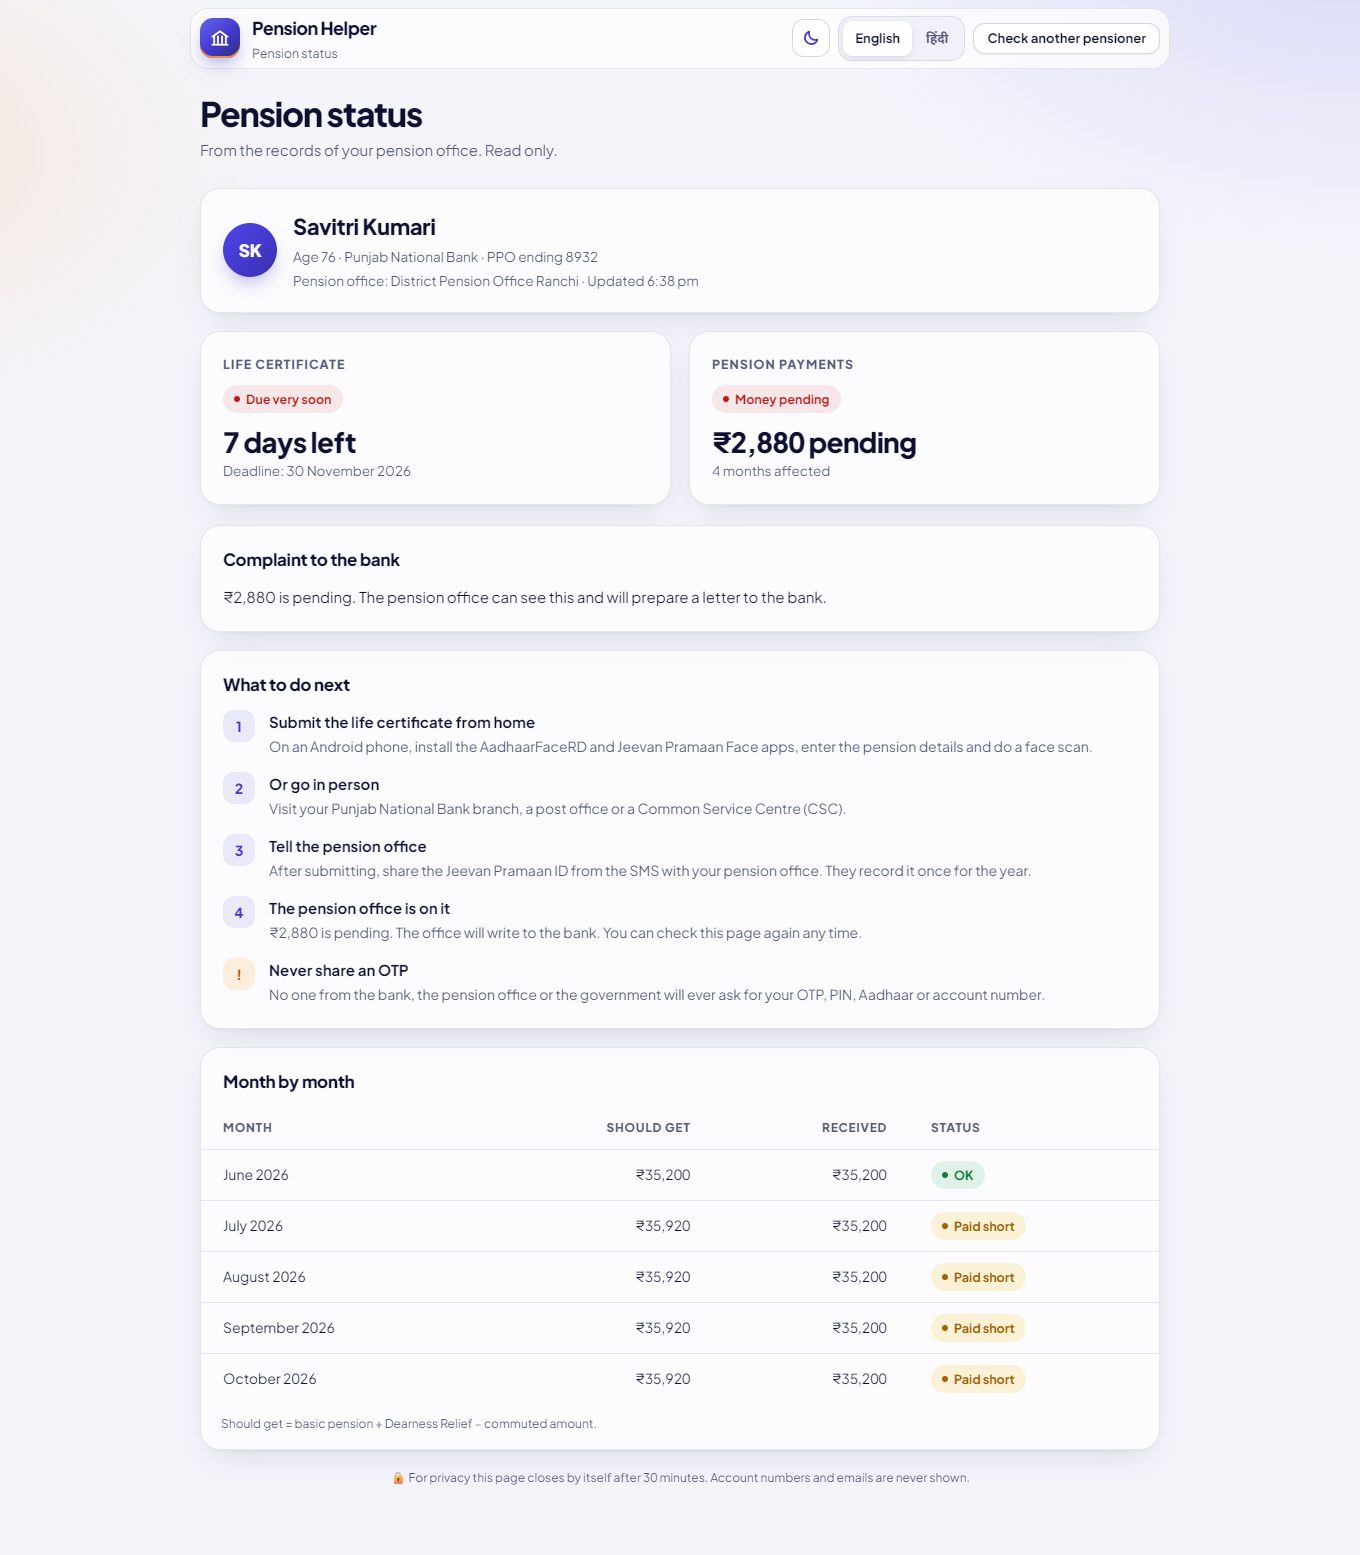 Pension Helper
Pension status
English
हिंदी
Check another pensioner
Pension status
From the records of your pension office. Read only.
SK
Savitri Kumari
Age 76 · Punjab National Bank · PPO ending 8932
Pension office: District Pension Office Ranchi · Updated 6:38 pm
LIFE CERTIFICATE
Due very soon
7 days left
Deadline: 30 November 2026
PENSION PAYMENTS
Money pending
₹2,880 pending
4 months affected
Complaint to the bank
₹2,880 is pending. The pension office can see this and will prepare a letter to the bank.
What to do next
1 Submit the life certificate from home
On an Android phone, install the AadhaarFaceRD and Jeevan Pramaan Face apps, enter the pension details and do a face scan.
2 Or go in person
Visit your Punjab National Bank branch, a post office or a Common Service Centre (CSC).
3 Tell the pension office
After submitting, share the Jeevan Pramaan ID from the SMS with your pension office. They record it once for the year.
4 The pension office is on it
₹2,880 is pending. The office will write to the bank. You can check this page again any time.
! Never share an OTP
No one from the bank, the pension office or the government will ever ask for your OTP, PIN, Aadhaar or account number.
Month by month
MONTH SHOULD GET RECEIVED STATUS
June 2026 ₹35,200 ₹35,200 OK
July 2026 ₹35,920 ₹35,200 Paid short
August 2026 ₹35,920 ₹35,200 Paid short
September 2026 ₹35,920 ₹35,200 Paid short
October 2026 ₹35,920 ₹35,200 Paid short
Should get = basic pension + Dearness Relief − commuted amount.
For privacy this page closes by itself after 30 minutes. Account numbers and emails are never shown.